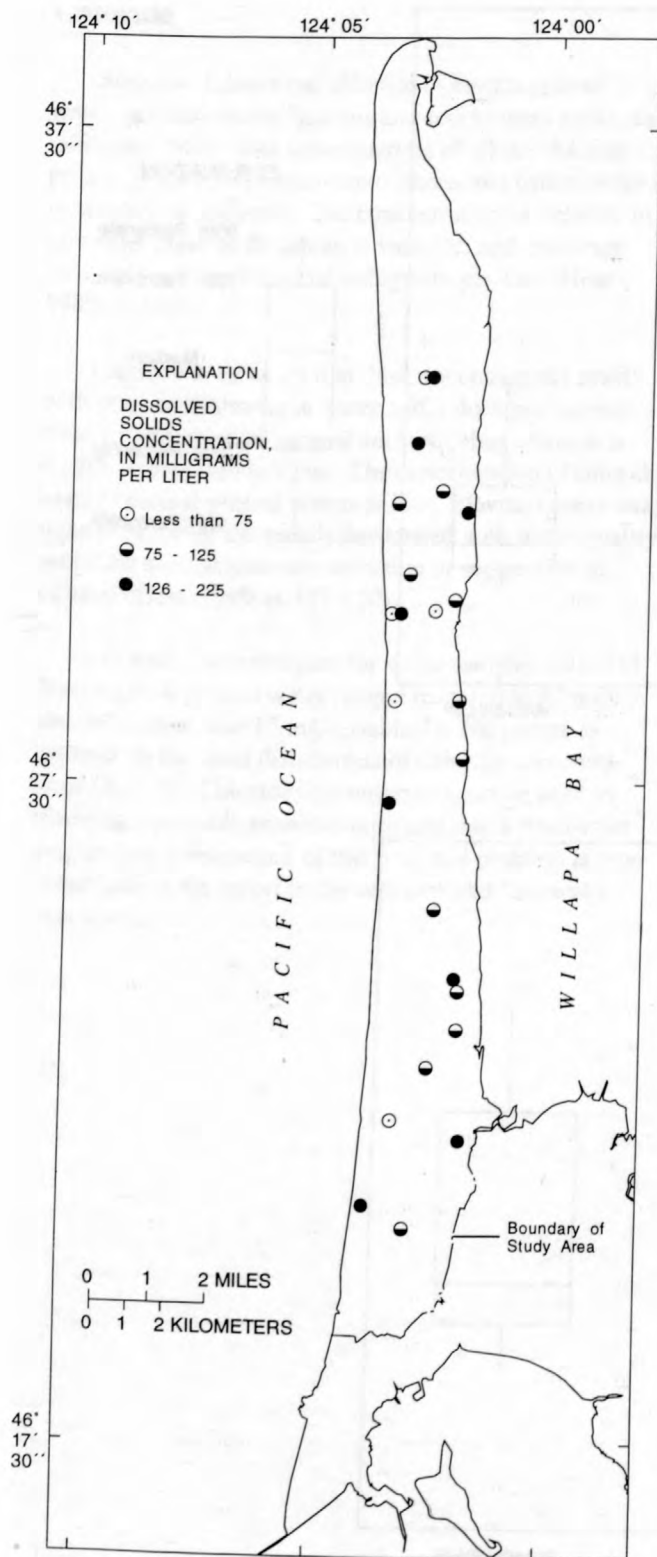 124° 10´
124° 05´
124° 00´
46°
37´
30´´
EXPLANATION
DISSOLVED
SOLIDS
CONCENTRATION,
IN MILLIGRAMS
PER LITER
Less than 75
75 - 125
126 - 225
PACIFIC OCEAN
WILLAPA BAY
46°
27´
30´´
Boundary of
Study Area
0 1 2 MILES
0 1 2 KILOMETERS
46°
17´
30´´